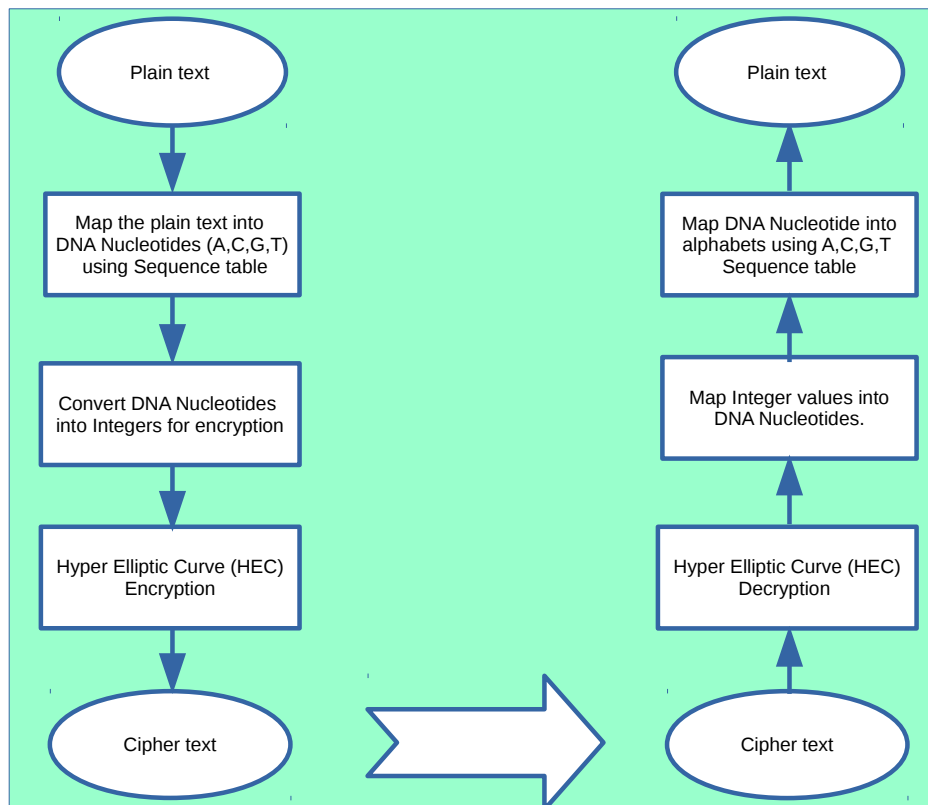 Plain text
Map the plain text into
DNA Nucleotides (A,C,G,T)
using Sequence table
Convert DNA Nucleotides
into Integers for encryption
Hyper Elliptic Curve (HEC)
Encryption
Cipher text
Plain text
Map DNA Nucleotide into
alphabets using A,C,G,T
Sequence table
Map Integer values into
DNA Nucleotides.
Hyper Elliptic Curve (HEC)
Decryption
Cipher text